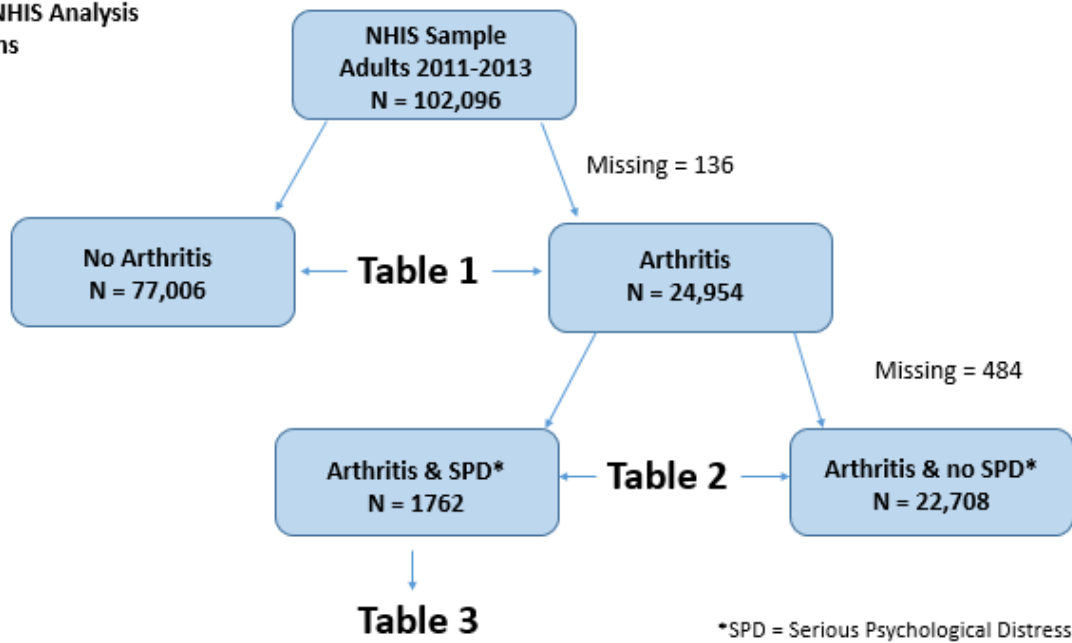 NHIS Analysis
NHIS Sample
Adults 2011-2013
N = 102,096
Missing = 136
No Arthritis
N = 77,006
Table 1
Arthritis
N = 24,954
Missing = 484
Arthritis & SPD*
N = 1762
Table 2
Arthritis & no SPD*
N = 22,708
Table 3
*SPD = Serious Psychological Distress